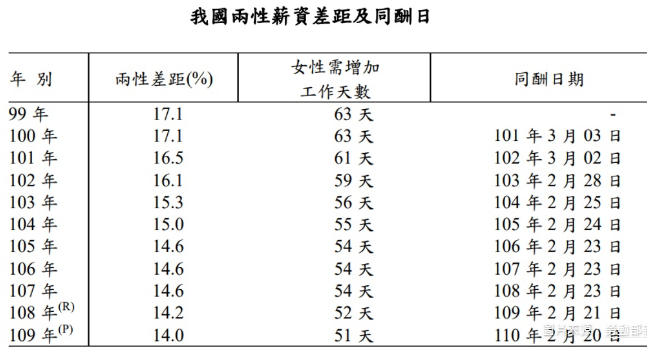 我國兩性薪資差距及同酬日
年 別 兩性差距(%) 女性需增加工作天數 同酬日期
99 年 17.1 63 天 -
100 年 17.1 63 天 101 年 3 月 03 日
101 年 16.5 61 天 102 年 3 月 02 日
102 年 16.1 59 天 103 年 2 月 28 日
103 年 15.3 56 天 104 年 2 月 25 日
104 年 15.0 55 天 105 年 2 月 24 日
105 年 14.6 54 天 106 年 2 月 23 日
106 年 14.6 54 天 107 年 2 月 23 日
107 年 14.6 54 天 108 年 2 月 23 日
108 年(R) 14.2 52 天 109 年 2 月 21 日
109 年(P) 14.0 51 天 110 年 2 月 20 日